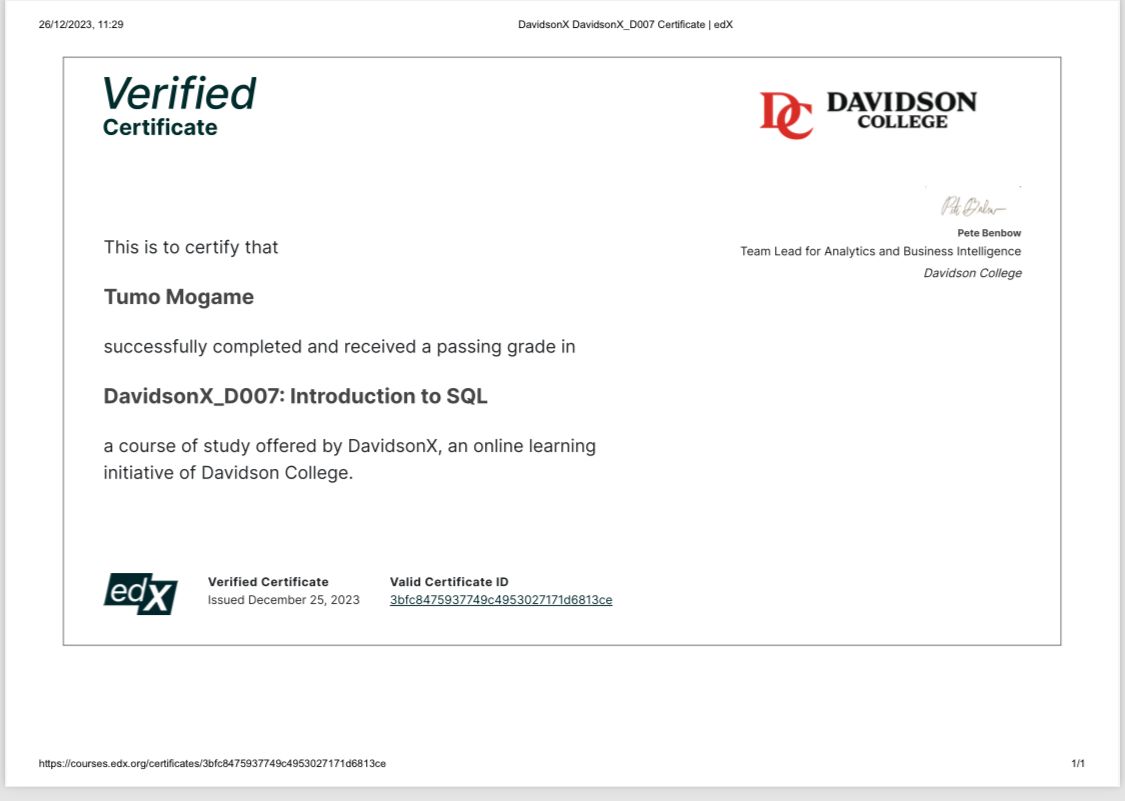 26/12/2023, 11:29
DavidsonX DavidsonX_D007 Certificate | edX
Verified
Certificate
DC
DAVIDSON
COLLEGE
Pete Benbow
Team Lead for Analytics and Business Intelligence
Davidson College
This is to certify that
Tumo Mogame
successfully completed and received a passing grade in
DavidsonX_D007: Introduction to SQL
a course of study offered by DavidsonX, an online learning
initiative of Davidson College.
edX
Verified Certificate
Issued December 25, 2023
Valid Certificate ID
3bfc8475937749c4953027171d6813ce
https://courses.edx.org/certificates/3bfc8475937749c4953027171d6813ce
1/1